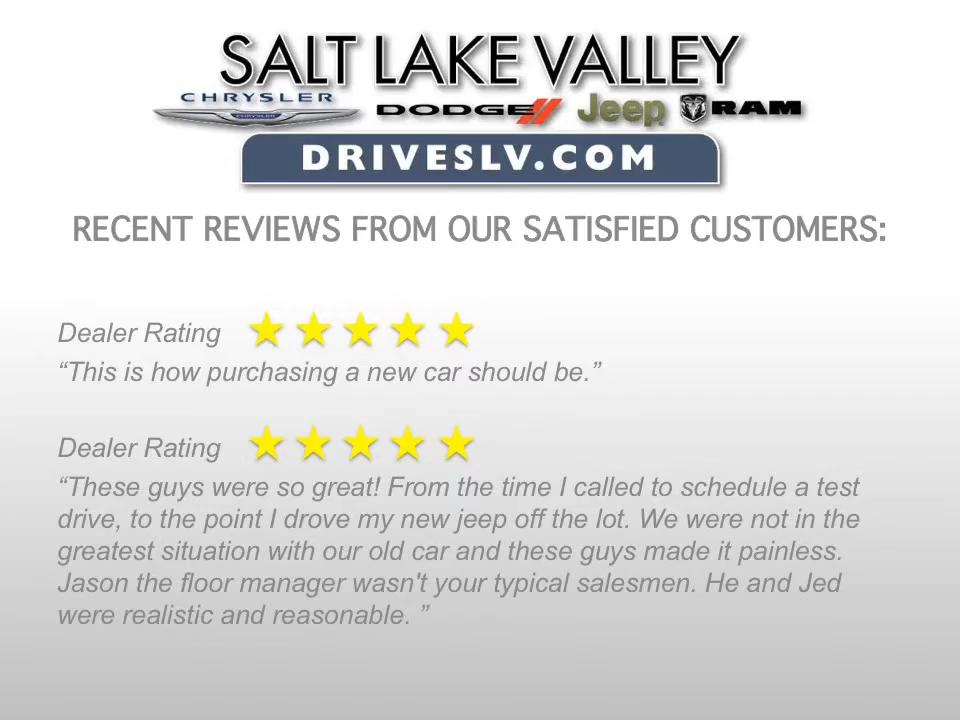 SALT LAKE VALLEY
CHRYSLER DODGE Jeep RAM
CHRYSLER
DRIVESLV.COM
RECENT REVIEWS FROM OUR SATISFIED CUSTOMERS:
Dealer Rating
“This is how purchasing a new car should be.”
Dealer Rating
“These guys were so great! From the time I called to schedule a test
drive, to the point I drove my new jeep off the lot. We were not in the
greatest situation with our old car and these guys made it painless.
Jason the floor manager wasn't your typical salesmen. He and Jed
were realistic and reasonable. ”